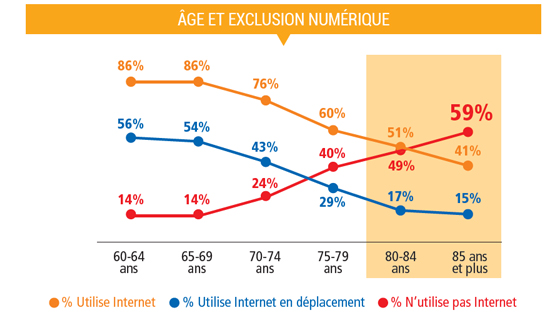 ÂGE ET EXCLUSION NUMÉRIQUE
86% 86% 76% 60% 51% 59%
56% 54% 43% 40% 49% 41%
14% 14% 24% 29% 17% 15%
60-64 65-69 70-74 75-79 80-84 85 ans
ans ans ans ans ans et plus
% Utilise Internet % Utilise Internet en déplacement % N'utilise pas Internet